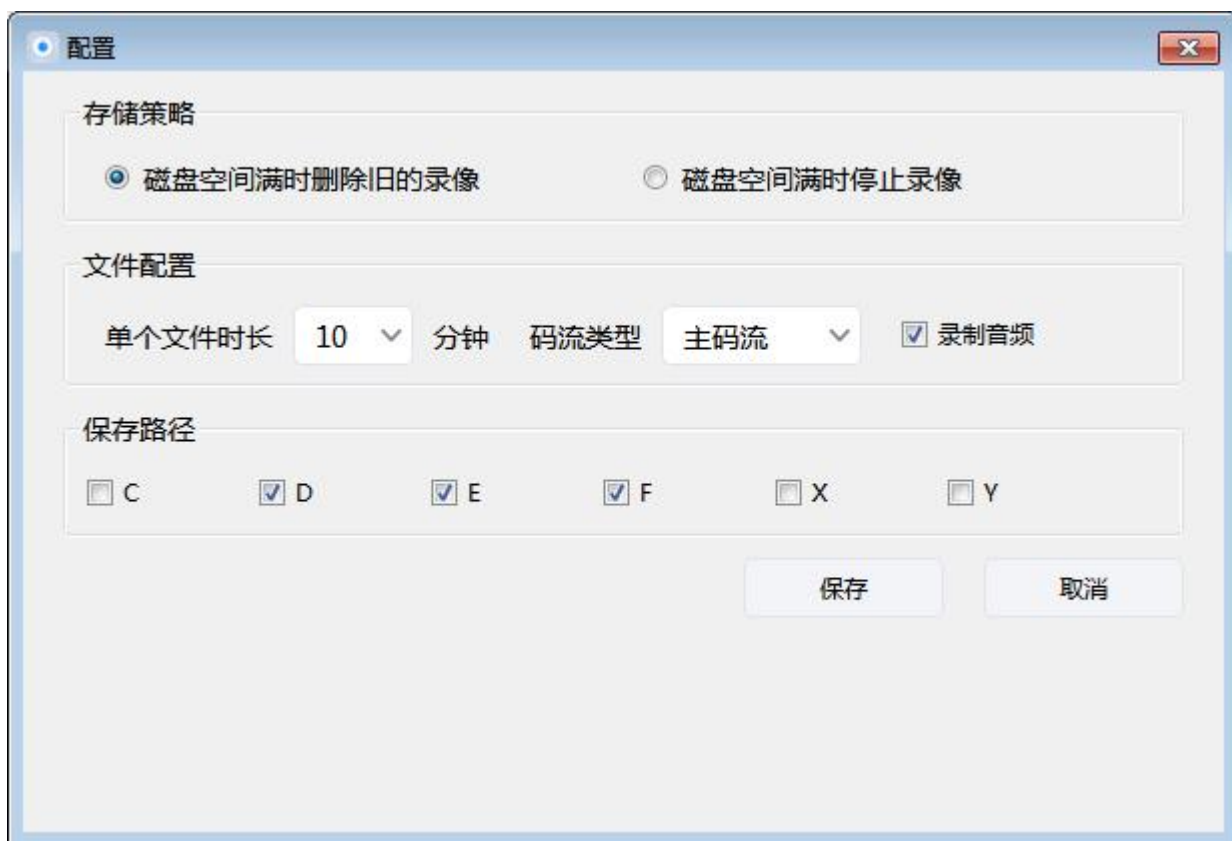 配置
存储策略
磁盘空间满时删除旧的录像 磁盘空间满时停止录像
文件配置
单个文件时长 10 分钟 码流类型 主码流 录制音频
保存路径
C D E F X Y
保存 取消